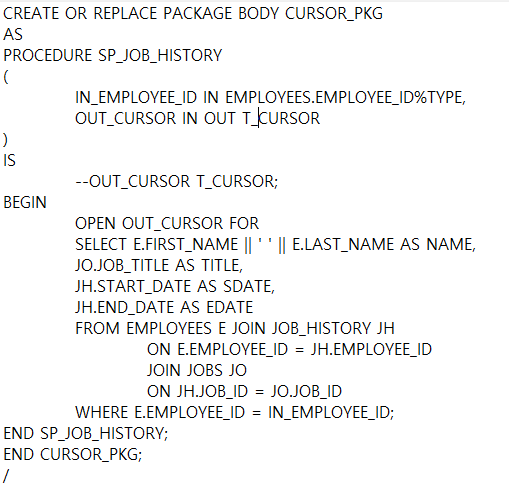 CREATE OR REPLACE PACKAGE BODY CURSOR_PKG
AS
PROCEDURE SP_JOB_HISTORY
(
IN_EMPLOYEE_ID IN EMPLOYEES.EMPLOYEE_ID%TYPE,
OUT_CURSOR IN OUT T_CURSOR
)
IS
--OUT_CURSOR T_CURSOR;
BEGIN
OPEN OUT_CURSOR FOR
SELECT E.FIRST_NAME || ' ' || E.LAST_NAME AS NAME,
JO.JOB_TITLE AS TITLE,
JH.START_DATE AS SDATE,
JH.END_DATE AS EDATE
FROM EMPLOYEES E JOIN JOB_HISTORY JH
ON E.EMPLOYEE_ID = JH.EMPLOYEE_ID
JOIN JOBS JO
ON JH.JOB_ID = JO.JOB_ID
WHERE E.EMPLOYEE_ID = IN_EMPLOYEE_ID;
END SP_JOB_HISTORY;
END CURSOR_PKG;
/